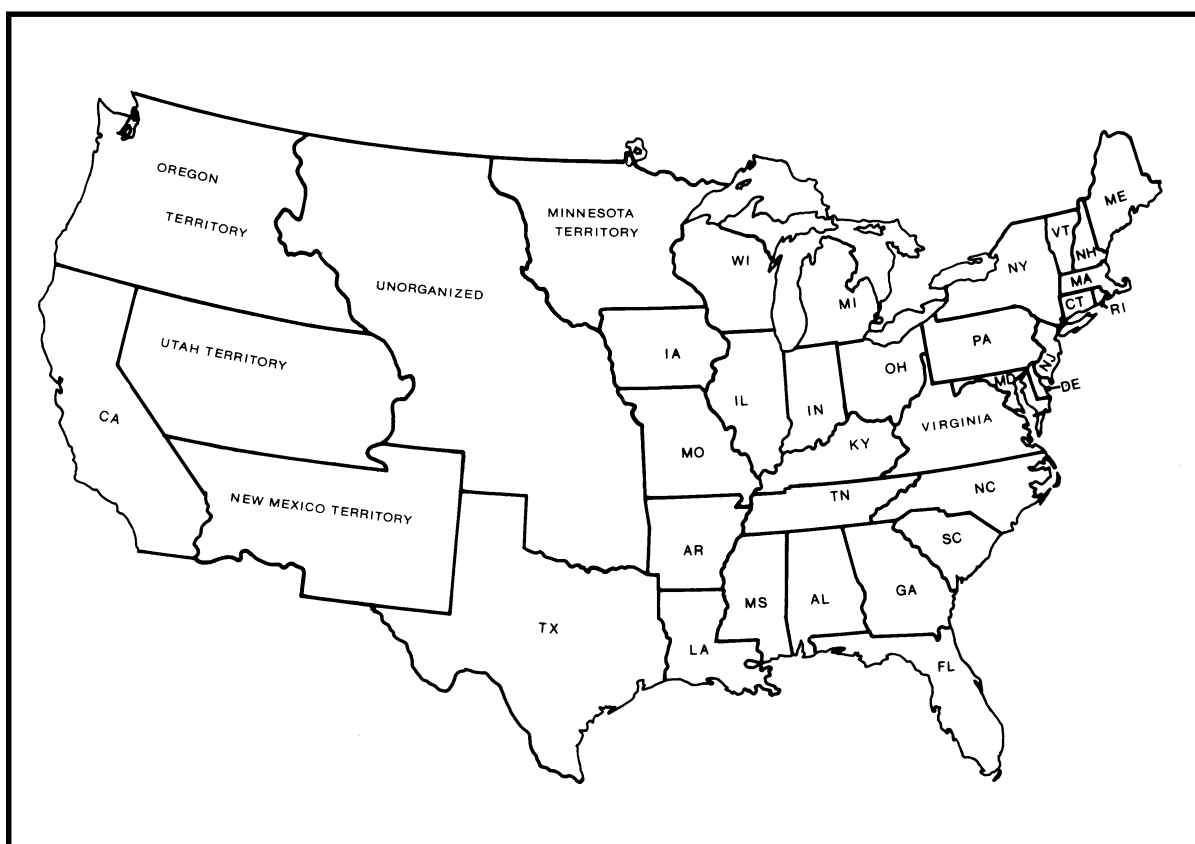 OREGON
TERRITORY
UNORGANIZED
MINNESOTA
TERRITORY
WI
MI
NY
VT
NH
ME
MA
CT
RI
UTAH TERRITORY
IA
PA
NJ
OH
MD
DE
CA
IL
IN
VIRGINIA
MO
KY
NEW MEXICO TERRITORY
TN
NC
AR
SC
MS
AL
GA
TX
LA
FL